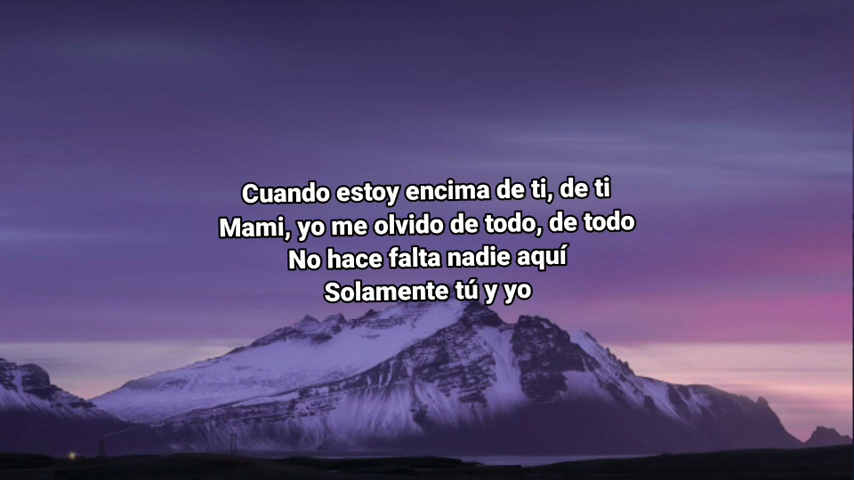 Cuando estoy encima de ti, de ti
Mami, yo me olvido de todo, de todo
No hace falta nadie aquí
Solamente tú y yo